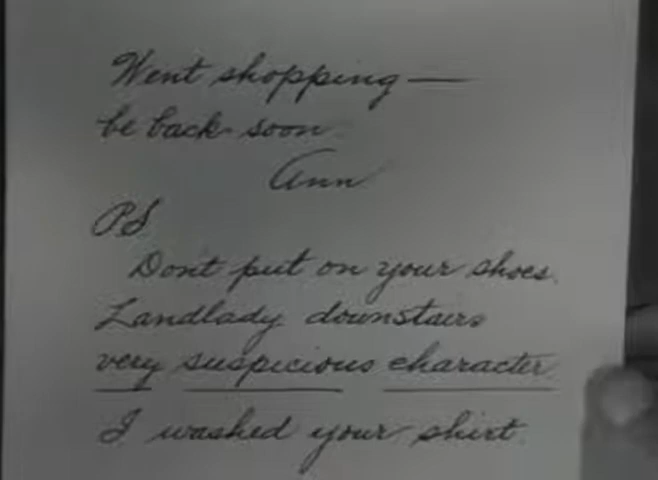 Went shopping —
be back soon
Ann
PS
Dont put on your shoes.
Landlady downstairs
very suspicious character
I washed your shirt